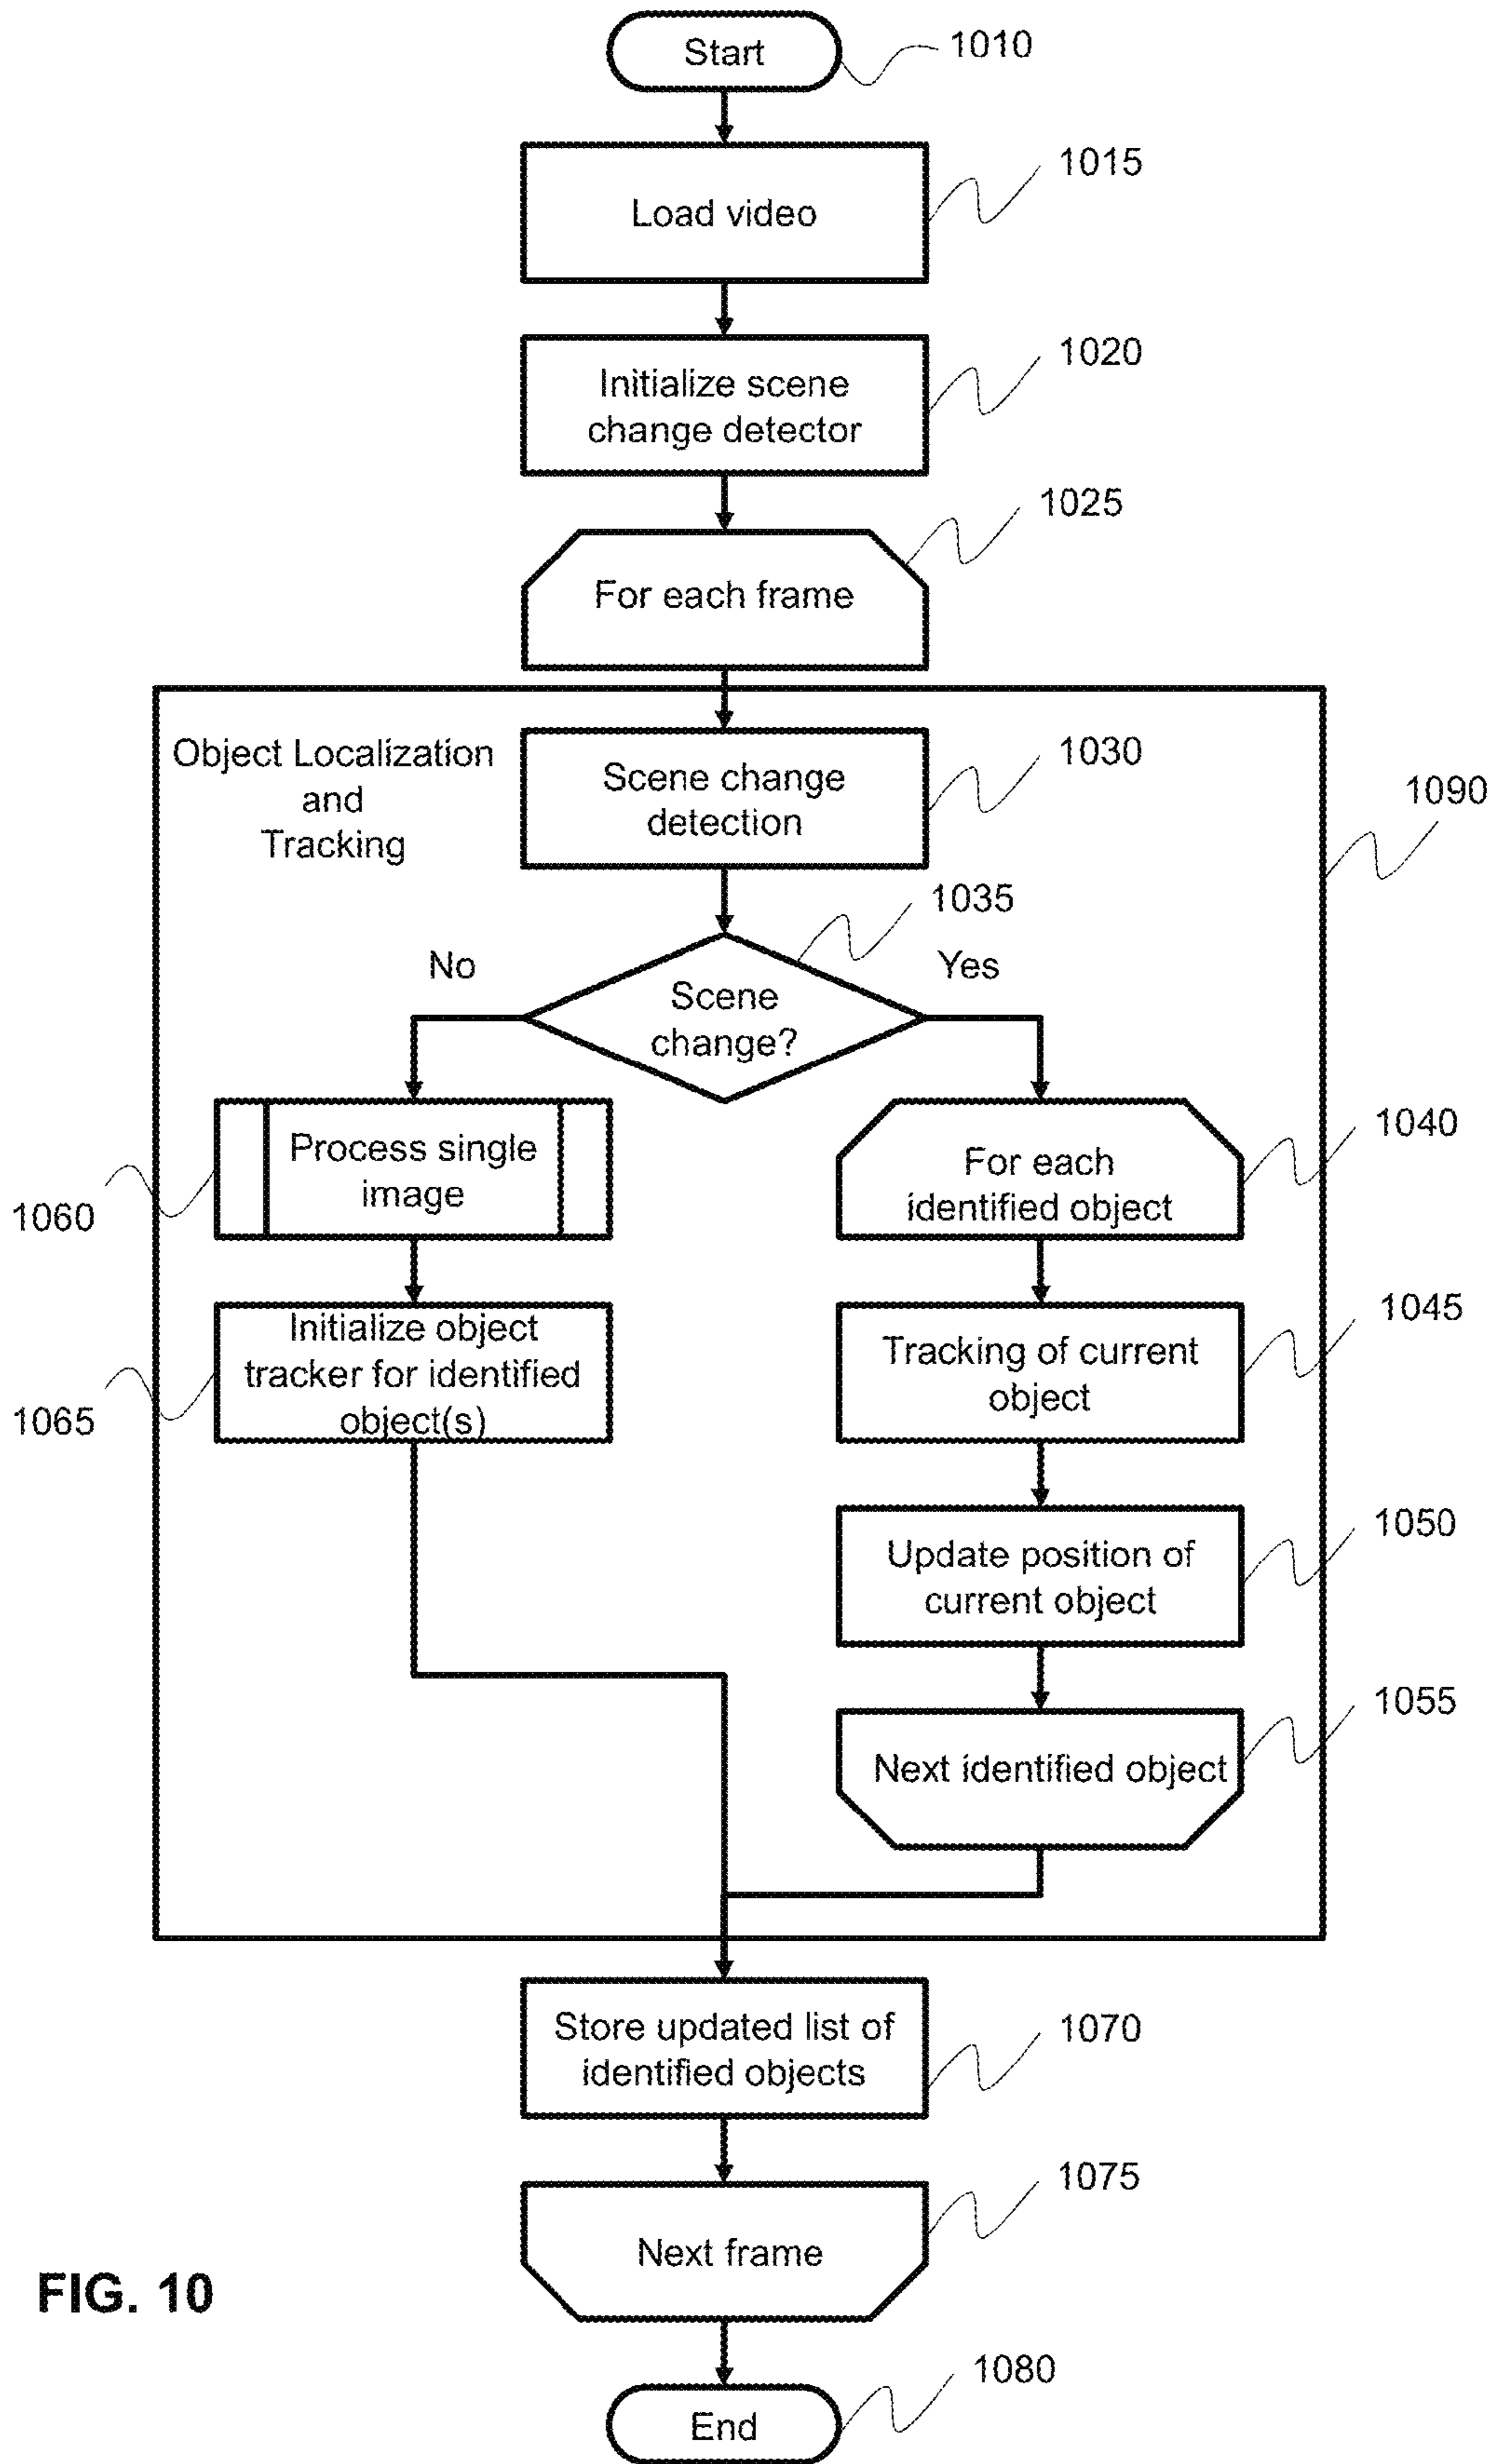 Start
1010
Load video
1015
Initialize scene
change detector
1020
For each frame
1025
Object Localization
and
Tracking
Scene change
detection
1030
1090
Scene
change?
1035
No
Yes
Process single
image
1060
For each
identified object
1040
Initialize object
tracker for identified
object(s)
1065
Tracking of current
object
1045
Update position of
current object
1050
Next identified object
1055
Store updated list of
identified objects
1070
Next frame
1075
FIG. 10
End
1080